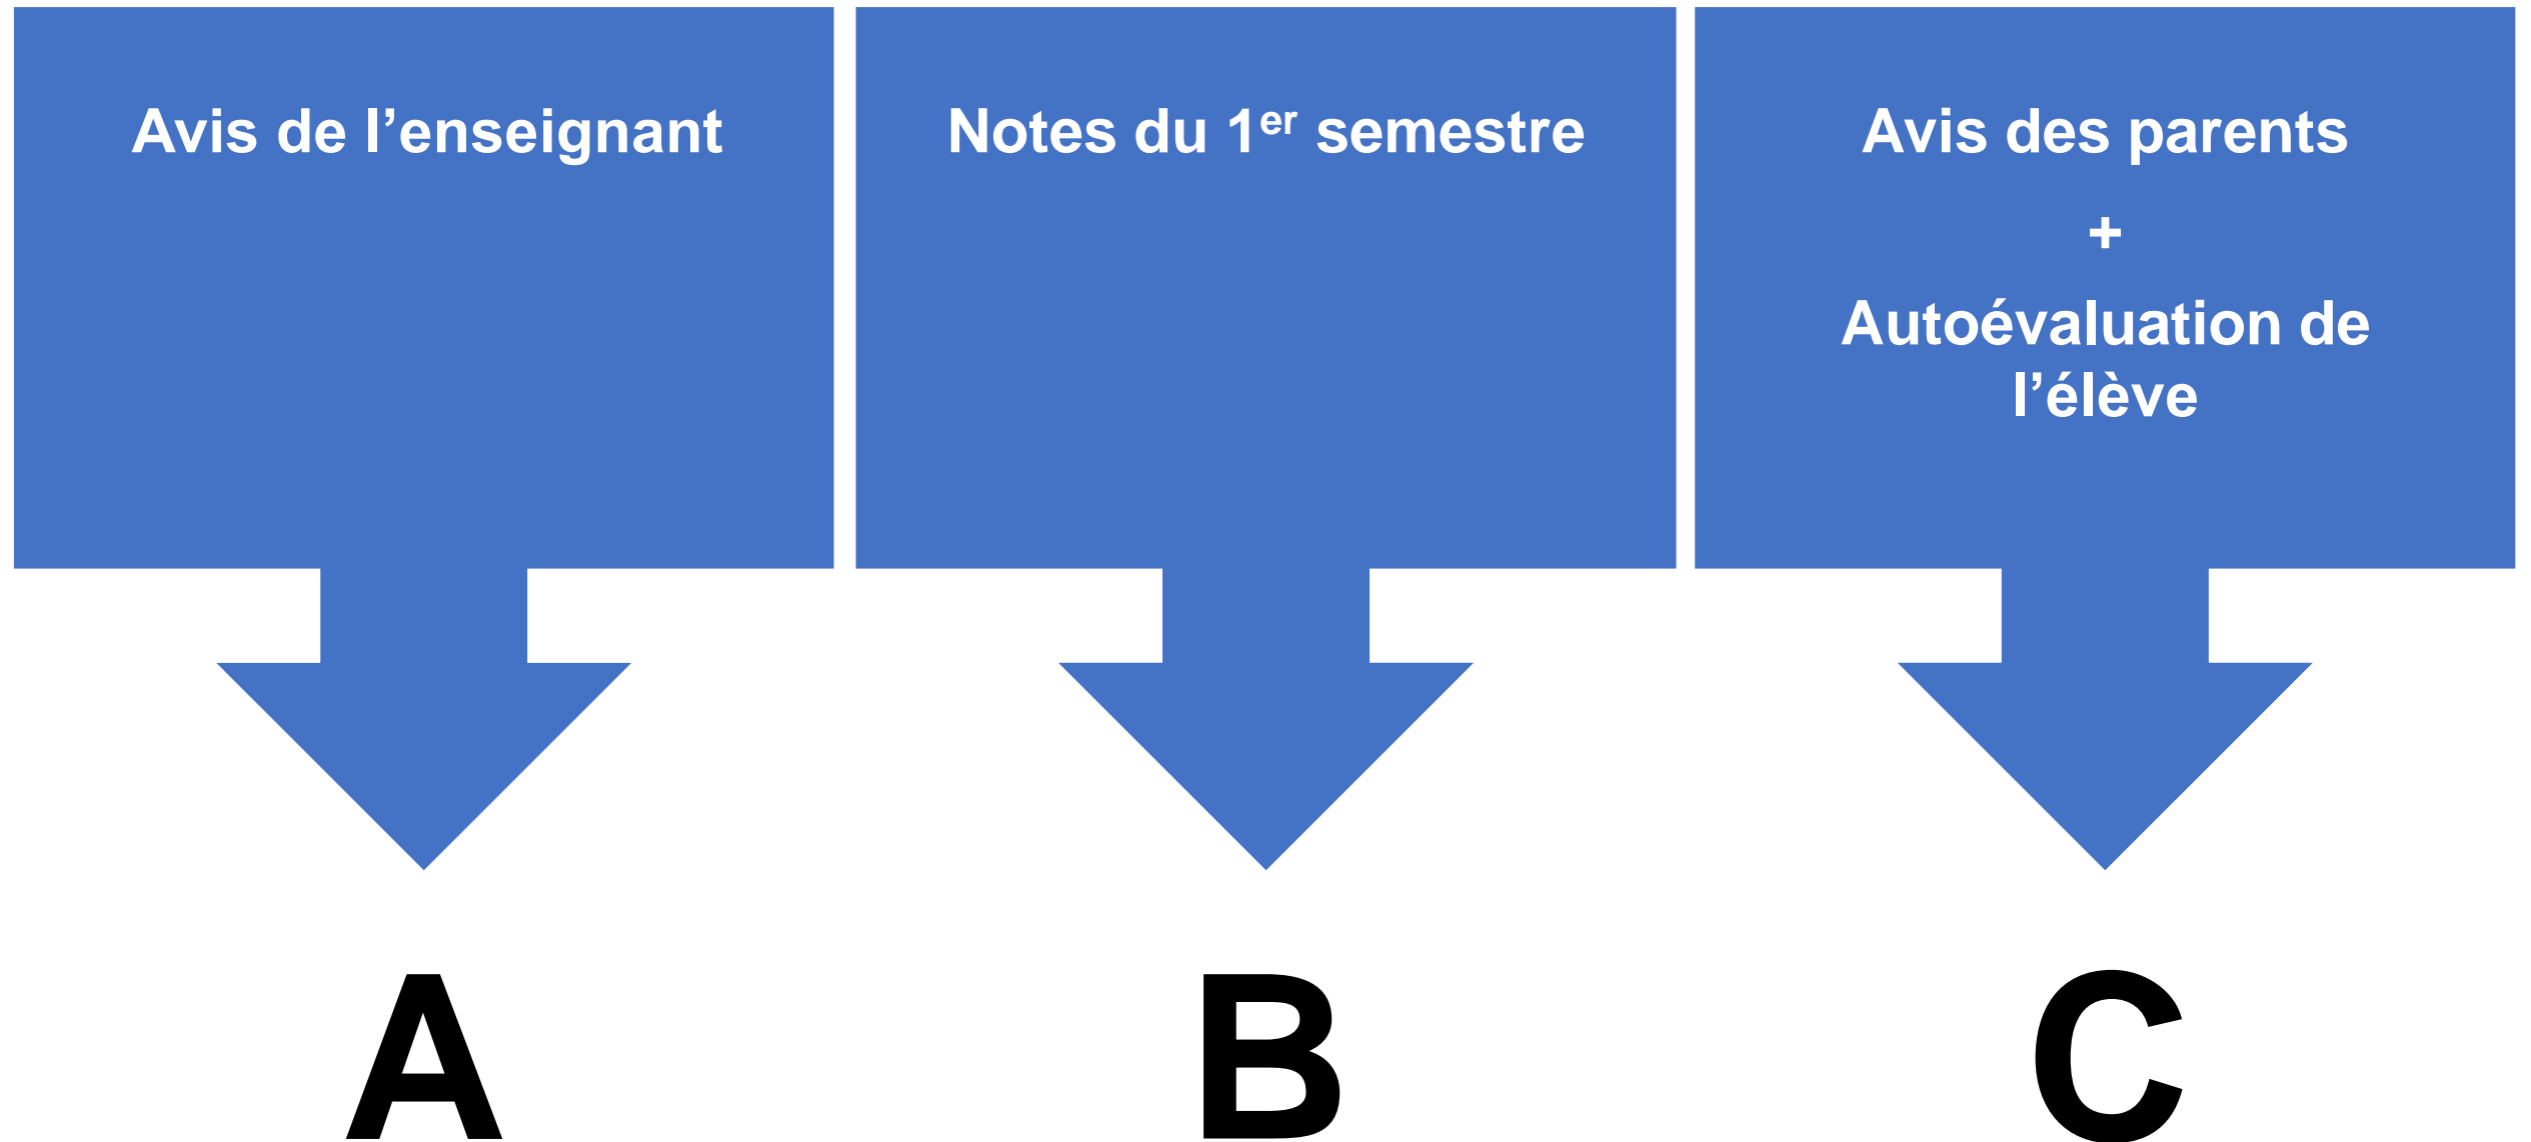 Avis de l’enseignant
Notes du 1er semestre
Avis des parents
+
Autoévaluation de
l’élève
A
B
C